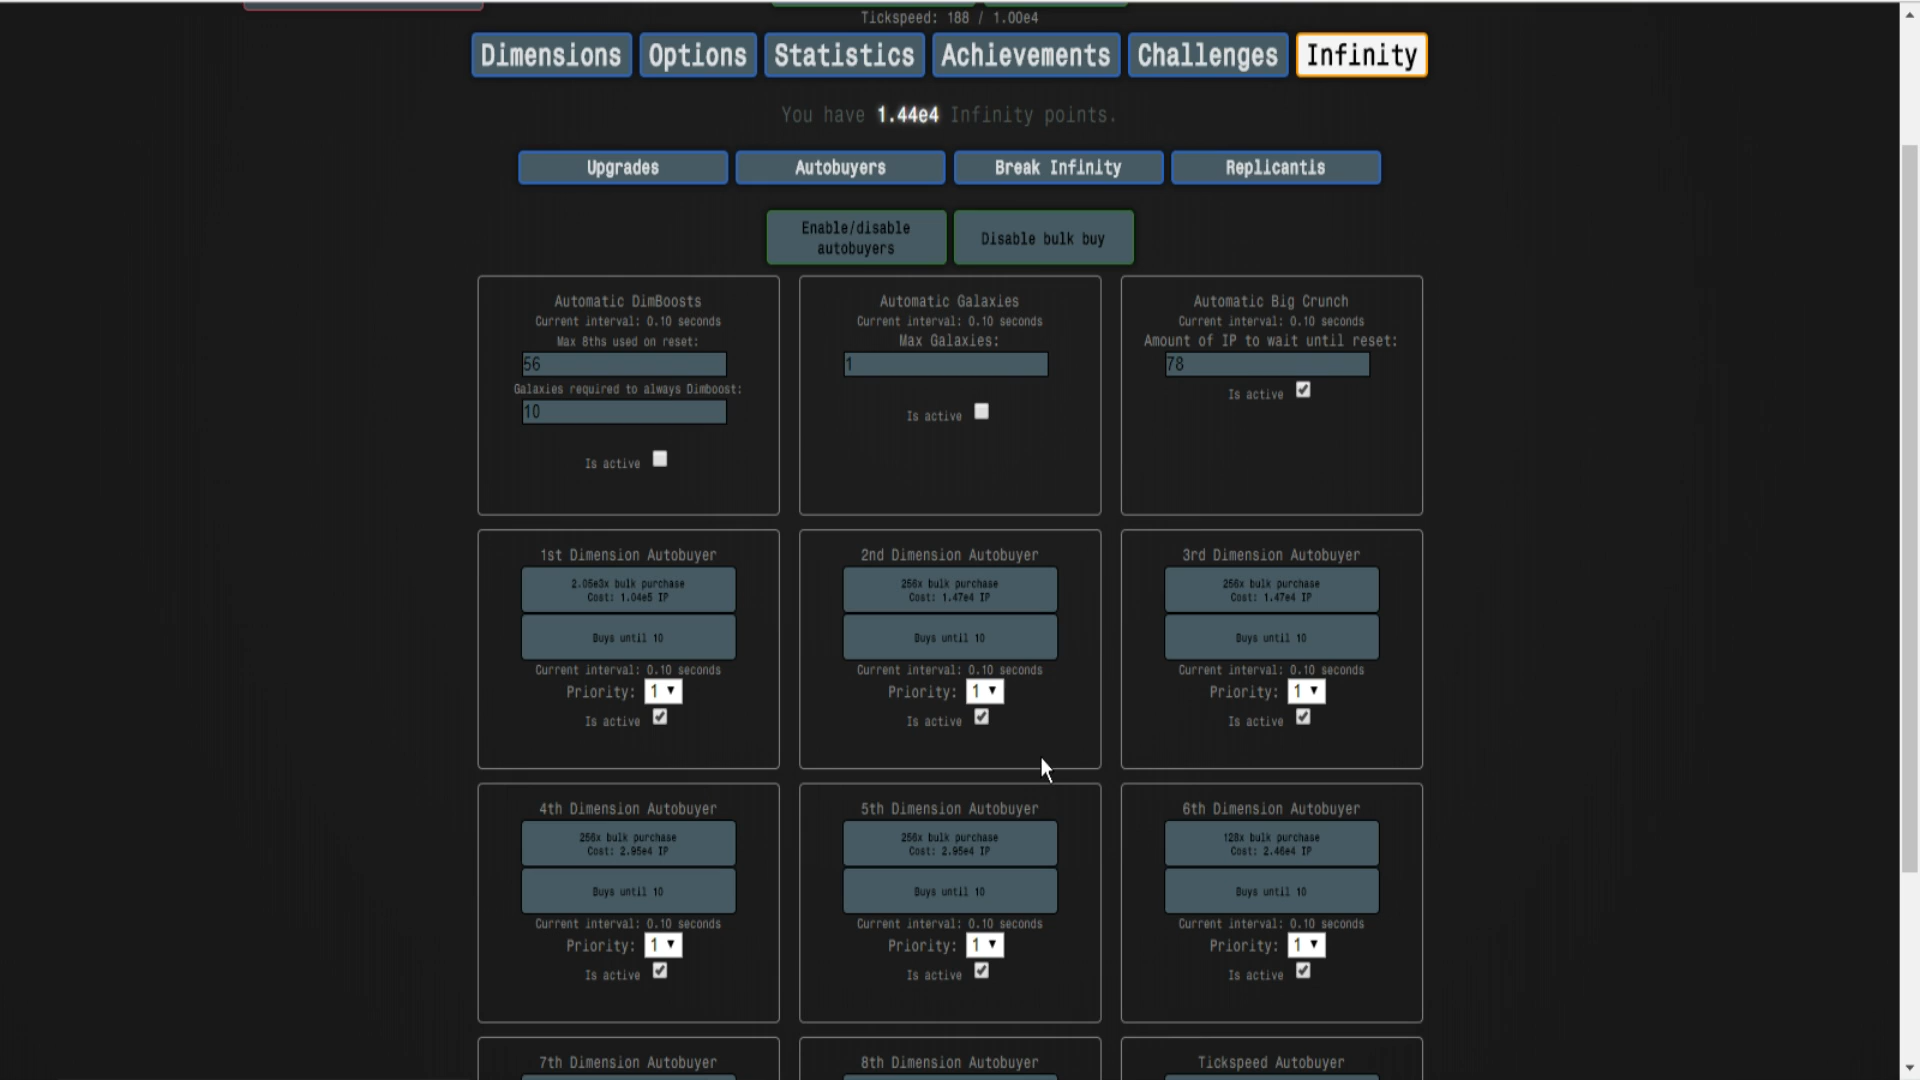 Tickspeed: 188 / 1.00e4
Dimensions Options Statistics Achievements Challenges Infinity
You have 1.44e4 Infinity points.
Upgrades Autobuyers Break Infinity Replicantis
Enable/disable autobuyers
Disable bulk buy
Automatic DimBoosts
Current interval: 0.10 seconds
Max 8ths used on reset:
56
Galaxies required to always Dimboost:
10
Is active
Automatic Galaxies
Current interval: 0.10 seconds
Max Galaxies:
1
Is active
Automatic Big Crunch
Current interval: 0.10 seconds
Amount of IP to wait until reset:
78
Is active
1st Dimension Autobuyer
2.05e3x bulk purchase
Cost: 1.04e5 IP
Buys until 10
Current interval: 0.10 seconds
Priority: 1
Is active
2nd Dimension Autobuyer
256x bulk purchase
Cost: 1.47e4 IP
Buys until 10
Current interval: 0.10 seconds
Priority: 1
Is active
3rd Dimension Autobuyer
256x bulk purchase
Cost: 1.47e4 IP
Buys until 10
Current interval: 0.10 seconds
Priority: 1
Is active
4th Dimension Autobuyer
256x bulk purchase
Cost: 2.95e4 IP
Buys until 10
Current interval: 0.10 seconds
Priority: 1
Is active
5th Dimension Autobuyer
256x bulk purchase
Cost: 2.95e4 IP
Buys until 10
Current interval: 0.10 seconds
Priority: 1
Is active
6th Dimension Autobuyer
128x bulk purchase
Cost: 2.46e4 IP
Buys until 10
Current interval: 0.10 seconds
Priority: 1
Is active
7th Dimension Autobuyer
8th Dimension Autobuyer
Tickspeed Autobuyer